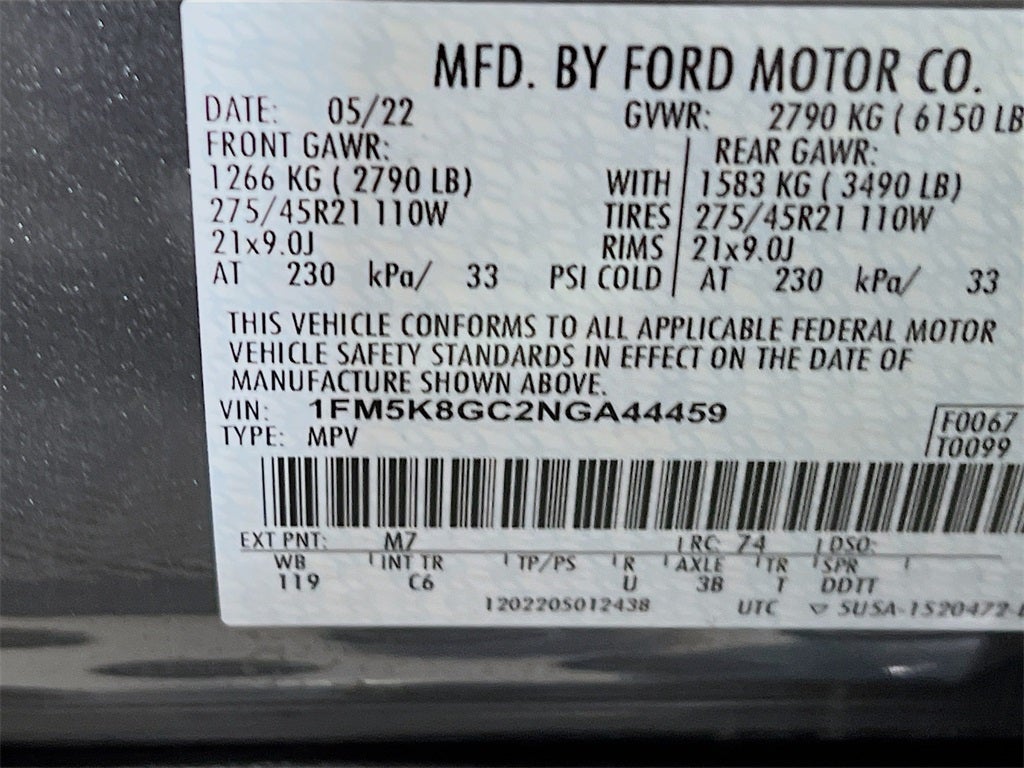 MFD. BY FORD MOTOR CO.
DATE: 05/22 GVWR: 2790 KG ( 6150 LB
FRONT GAWR: REAR GAWR:
1266 KG ( 2790 LB) WITH 1583 KG ( 3490 LB)
275/45R21 110W TIRES 275/45R21 110W
21x9.0J RIMS 21x9.0J
AT 230 kPa/ 33 PSI COLD AT 230 kPa/ 33
THIS VEHICLE CONFORMS TO ALL APPLICABLE FEDERAL MOTOR
VEHICLE SAFETY STANDARDS IN EFFECT ON THE DATE OF
MANUFACTURE SHOWN ABOVE.
VIN: 1FM5K8GC2NGA44459 F0067
TYPE: MPV T0099
EXT PNT: M7 RC: 74 DSO:
WB INT TR TP/PS R AXLE TR SPR
119 C6 U 3B T DDTT
1202205012438 UTC ▽ 5USA-1520472-